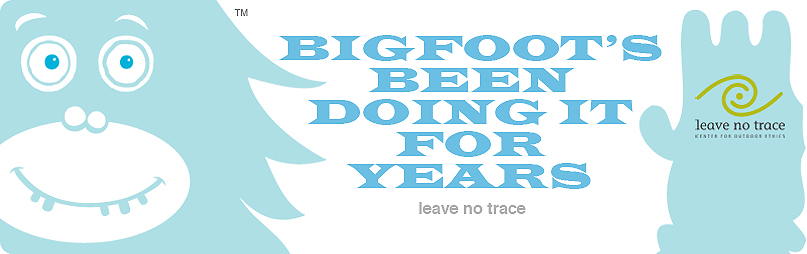 TM
BIGFOOT'S
BEEN
DOING IT
FOR
YEARS
leave no trace
leave no trace
CENTER FOR OUTDOOR ETHICS